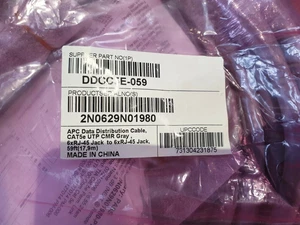 SUPPLIER PART NO(1P)
DDCC5E-059
PRODUCT SERIAL NO(S)
2N0629N01980
APC Data Distribution Cable,
CAT5e UTP CMR Gray ,
6xRJ-45 Jack to 6xRJ-45 Jack,
59ft(17,9m)
MADE IN CHINA
UPCCODE
731304231875